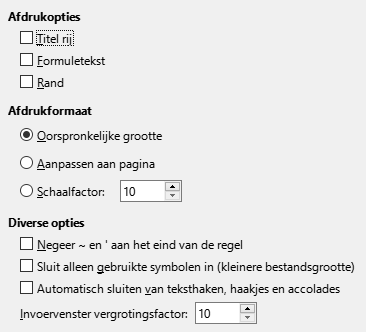 Afdrukopties
Titel rij
Formuletekst
Rand
Afdrukformaat
Oorspronkelijke grootte
Aanpassen aan pagina
Schaalfactor: 10
Diverse opties
Negeer ~ en ' aan het eind van de regel
Sluit alleen gebruikte symbolen in (kleinere bestandsgrootte)
Automatisch sluiten van teksthaken, haakjes en accolades
Invoervenster vergrotingsfactor: 10